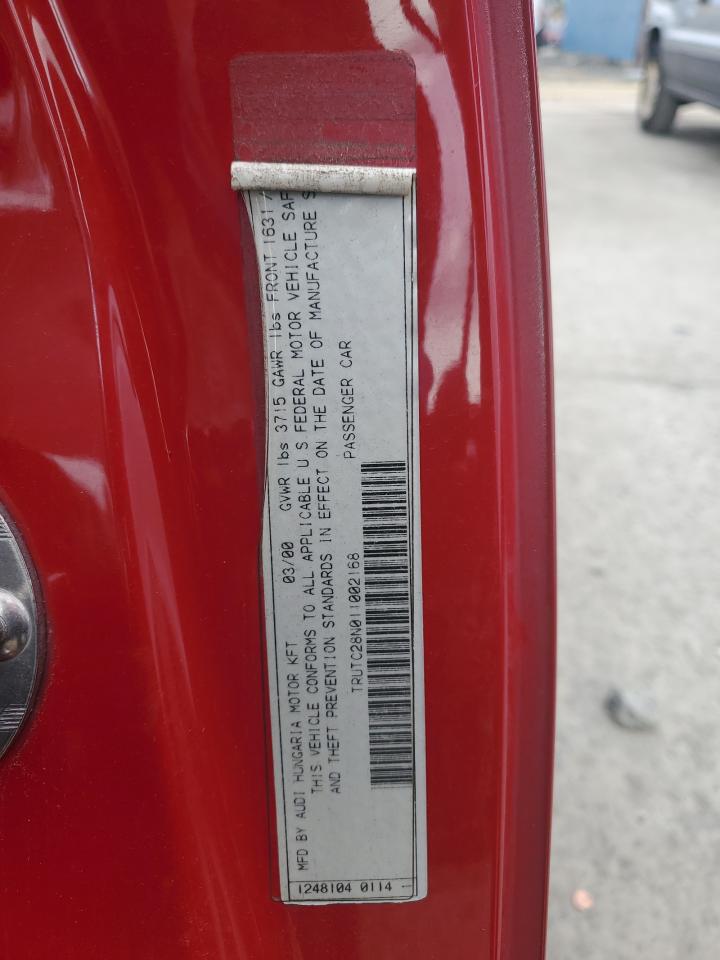 MFD BY AUDI HUNGARIA MOTOR KFT 03/00 GVWR lbs 3715 GAWR lbs FRONT 1631
THIS VEHICLE CONFORMS TO ALL APPLICABLE U S FEDERAL MOTOR VEHICLE SAF
AND THEFT PREVENTION STANDARDS IN EFFECT ON THE DATE OF MANUFACTURE S
PASSENGER CAR
TRUTC28N011002168
1248104 0114